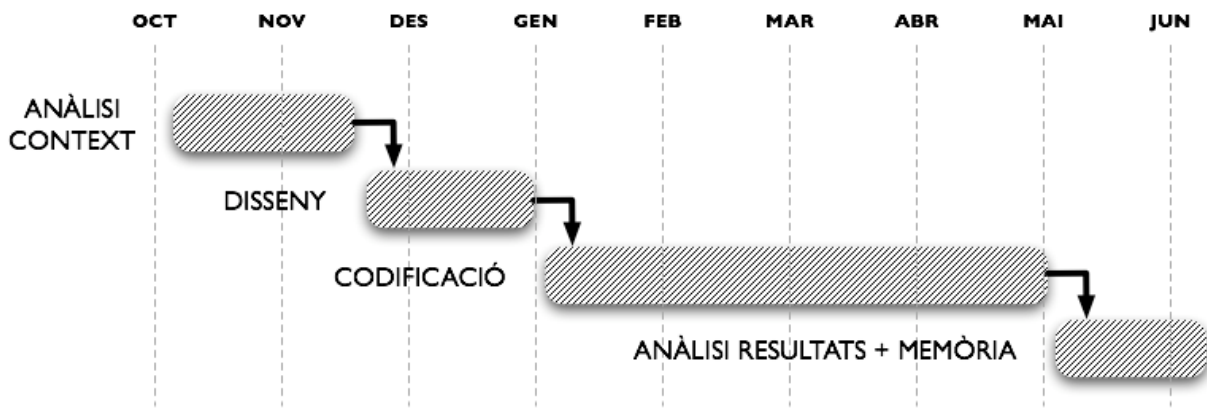 OCT NOV DES GEN FEB MAR ABR MAI JUN
ANÀLISI
CONTEXT
DISSENY
CODIFICACIÓ
ANÀLISI RESULTATS + MEMÒRIA